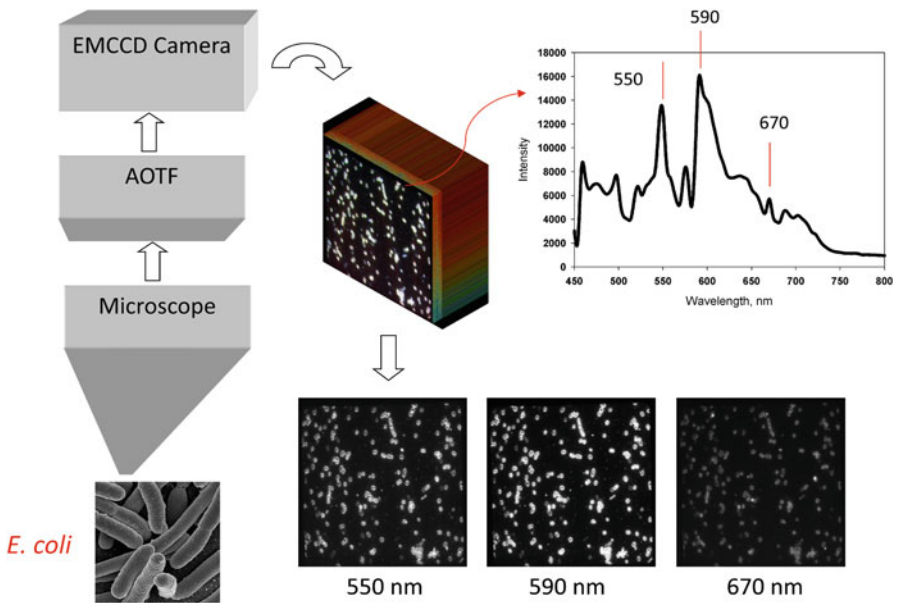 EMCCD Camera
AOTF
Microscope
E. coli
590
550
670
18000
16000
14000
12000
10000
8000
6000
4000
2000
0
Intensity
450 500 550 600 650 700 750 800
Wavelength, nm
550 nm 590 nm 670 nm